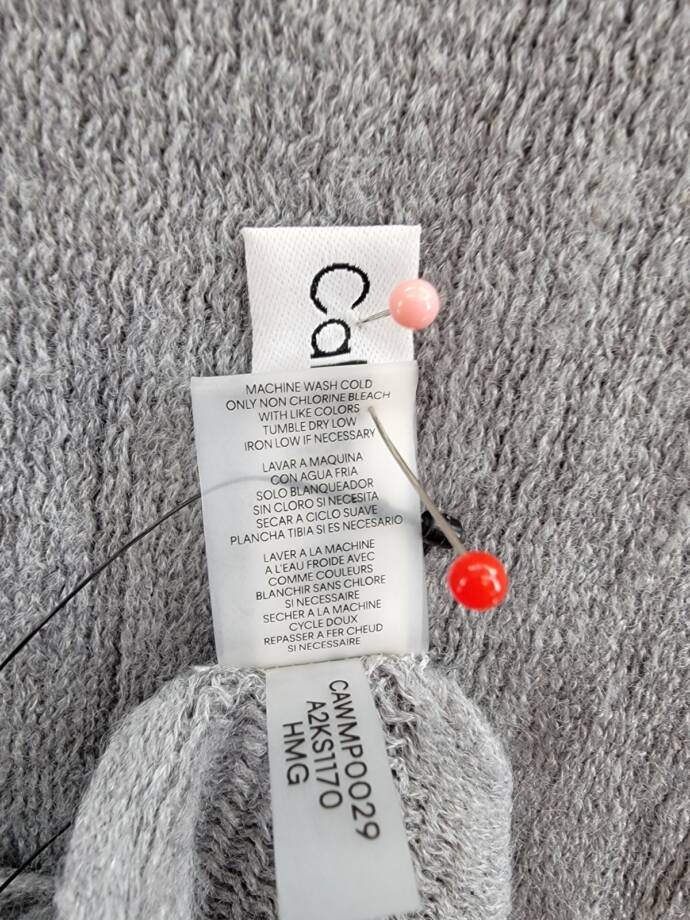 Cal
MACHINE WASH COLD
ONLY NON CHLORINE BLEACH
WITH LIKE COLORS
TUMBLE DRY LOW
IRON LOW IF NECESSARY
LAVAR A MAQUINA
CON AGUA FRIA
SOLO BLANQUEADOR
SIN CLORO SI NECESITA
SECAR A CICLO SUAVE
PLANCHA TIBIA SI ES NECESARIO
LAVER A LA MACHINE
A L'EAU FROIDE AVEC
COMME COULEURS
BLANCHIR SANS CHLORE
SI NECESSAIRE
SECHER A LA MACHINE
CYCLE DOUX
REPASSER A FER CHEUD
SI NECESSAIRE
CAWMP0029
A2KS1170
HMG